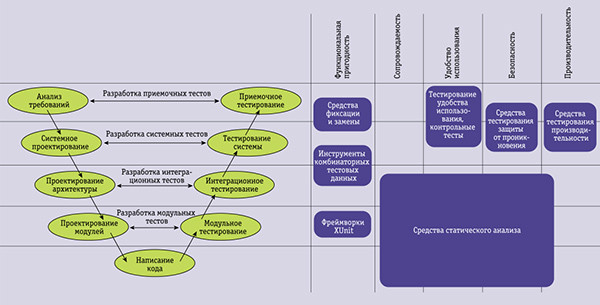 Функциональная
пригодность
Сопровождаемость
Удобство
использования
Безопасность
Производительность
Анализ
требований
Разработка приемочных тестов
Приемочное
тестирование
Системное
проектирование
Разработка системных тестов
Тестирование
системы
Проектирование
архитектуры
Разработка интегра-
ционных тестов
Интеграционное
тестирование
Проектирование
модулей
Разработка модульных
тестов
Модульное
тестирование
Написание
кода
Средства
фиксации
и замены
Тестирование
удобства
использо-
вания,
контрольные
тесты
Средства
тестирования
защиты
от проник-
новения
Средства
тестирования
производи-
тельности
Инструменты
комбинаторных
тестовых
данных
Фреймворки
XUnit
Средства статического анализа